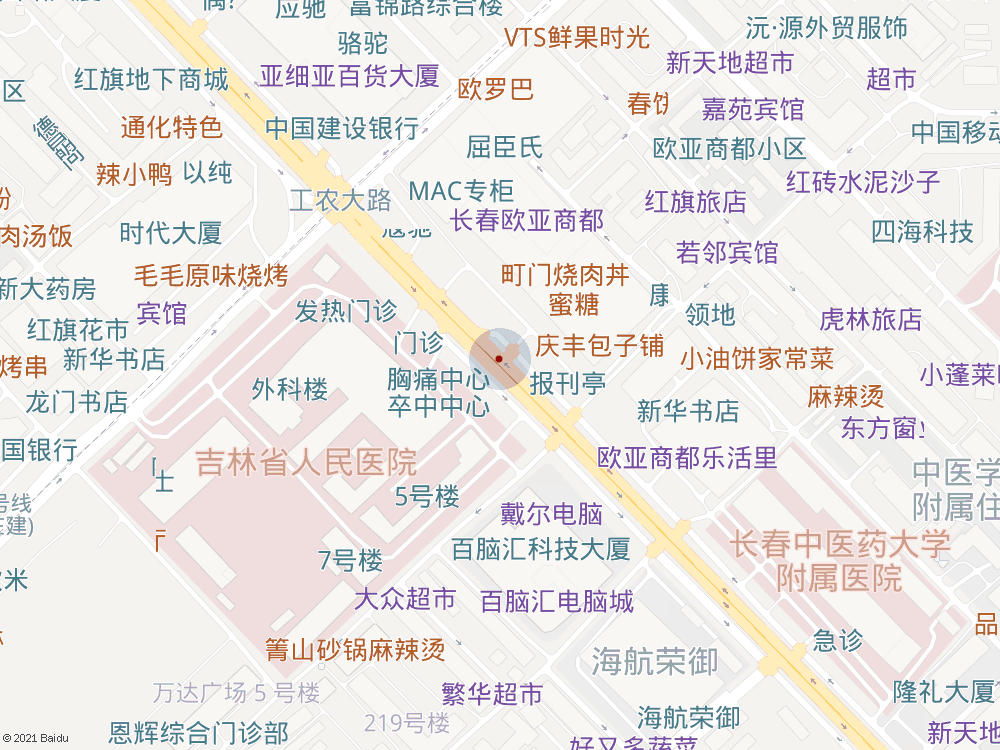 应驰
富锦路综合楼
VTS鲜果时光
沅·源外贸服饰
骆驼
红旗地下商城
亚细亚百货大厦
新天地超市
超市
区
欧罗巴
嘉苑宾馆
通化特色
中国建设银行
中国移动
屈臣氏
欧亚商都小区
辣小鸭
以纯
工农大路
MAC专柜
红砖水泥沙子
红旗旅店
肉汤饭
时代大厦
长春欧亚商都
四海科技
若邻宾馆
毛毛原味烧烤
町门烧肉丼
蜜糖
新大药房
宾馆
发热门诊
康
领地
虎林旅店
红旗花市
门诊
庆丰包子铺
烤串
新华书店
小油饼家常菜
胸痛中心
卒中中心
报刊亭
小蓬莱
外科楼
龙门书店
麻辣烫
新华书店
东方窗
国银行
吉林省人民医院
欧亚商都乐活里
中医学
附属住
5号楼
号线
戴尔电脑
百脑汇科技大厦
长春中医药大学
附属医院
7号楼
大众超市
百脑汇电脑城
品
急诊
箐山砂锅麻辣烫
海航荣御
万达广场5号楼
繁华超市
隆礼大厦
219号楼
海航荣御
恩辉综合门诊部
新天地
好又多蔬菜
© 2021 Baidu